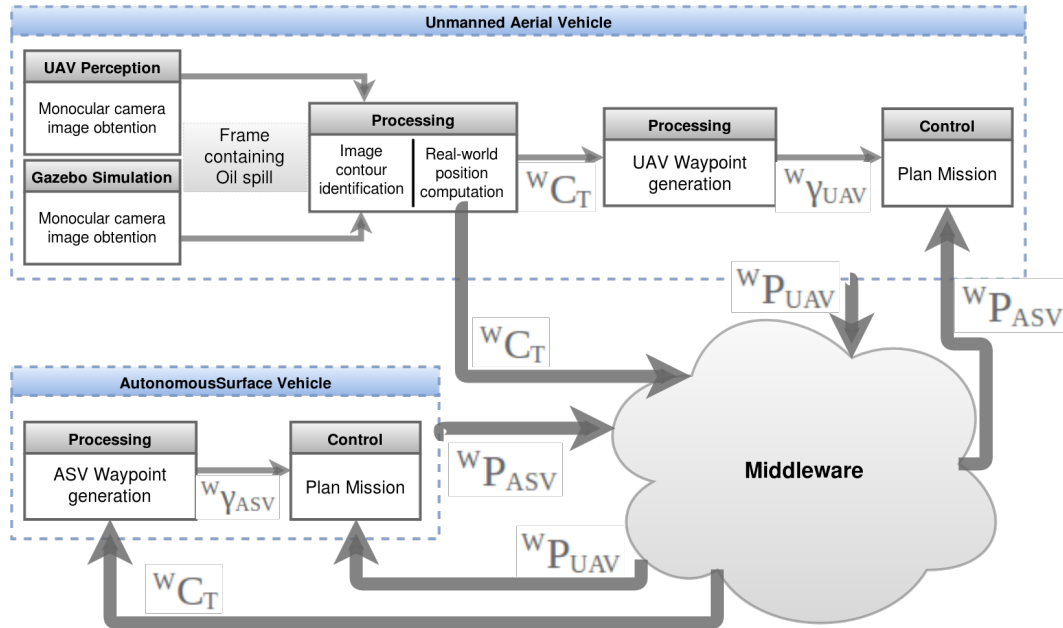 Unmanned Aerial Vehicle
UAV Perception
Monocular camera
image obtention
Gazebo Simulation
Monocular camera
image obtention
Frame
containing
Oil spill
Processing
Image
contour
identification
Real-world
position
computation
WCT
Processing
UAV Waypoint
generation
WγUAV
Control
Plan Mission
WPUAV
WPASV
WCT
AutonomousSurface Vehicle
Processing
ASV Waypoint
generation
WγASV
Control
Plan Mission
WPASV
Middleware
WPUAV
WCT